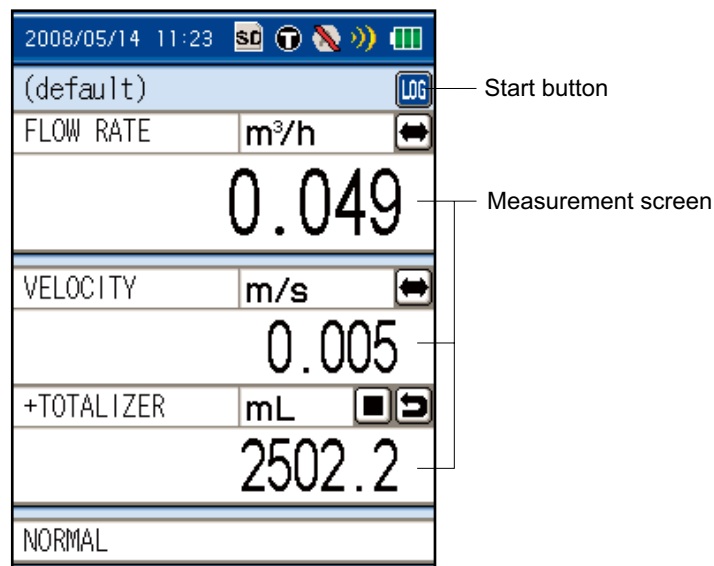 2008/05/14 11:23 SD T
(default) LOG Start button
FLOW RATE m³/h
0.049 Measurement screen
VELOCITY m/s
0.005
+TOTALIZER mL
2502.2
NORMAL